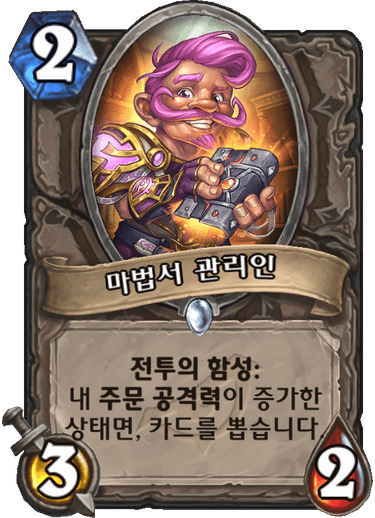 2
마법서 관리인
전투의 함성:
내 주문 공격력이 증가한
상태면, 카드를 뽑습니다.
3
2